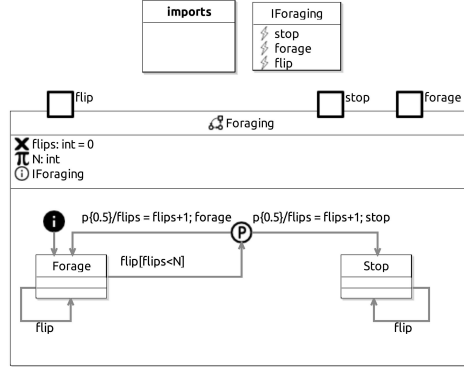 imports
IForaging
stop
forage
flip
flip
stop
forage
Foraging
flips: int = 0
π N: int
i IForaging
i
p{0.5}/flips = flips+1; forage
p{0.5}/flips = flips+1; stop
P
flip[flips<N]
Forage
Stop
flip
flip